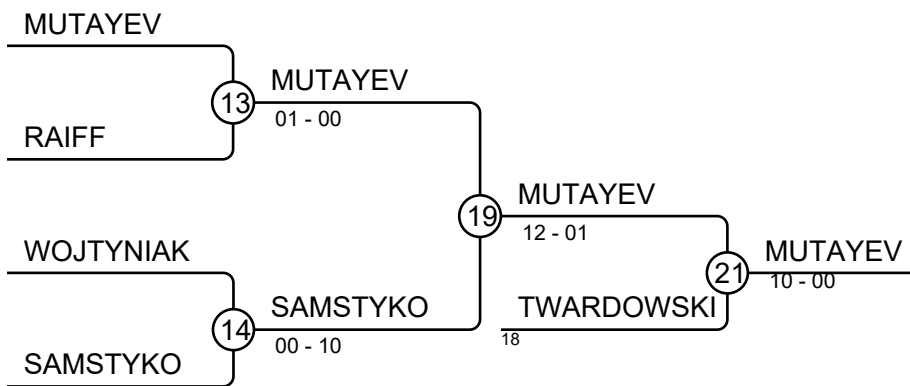 MUTAYEV
13
MUTAYEV
01 - 00
RAIFF
19
MUTAYEV
12 - 01
WOJTYNIAK
21
MUTAYEV
10 - 00
14
SAMSTYKO
00 - 10
TWARDOWSKI
18
SAMSTYKO